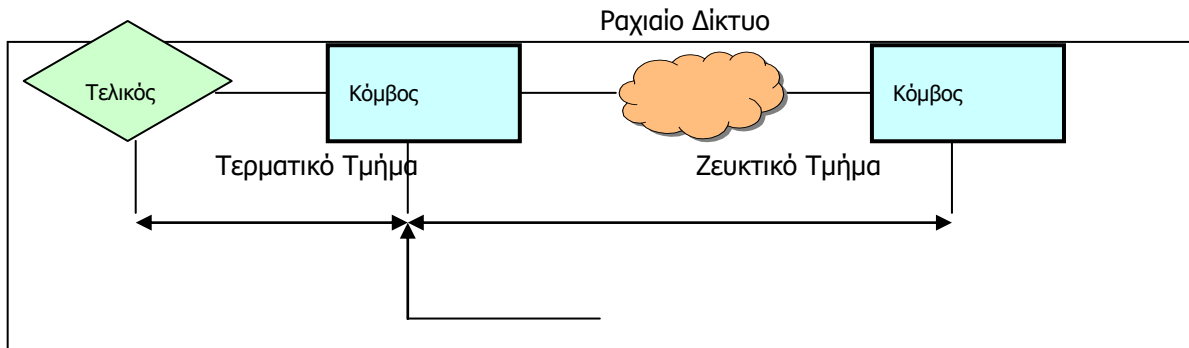 Ραχιαίο Δίκτυο
Τελικός
Κόμβος
Κόμβος
Τερματικό Τμήμα
Ζευκτικό Τμήμα